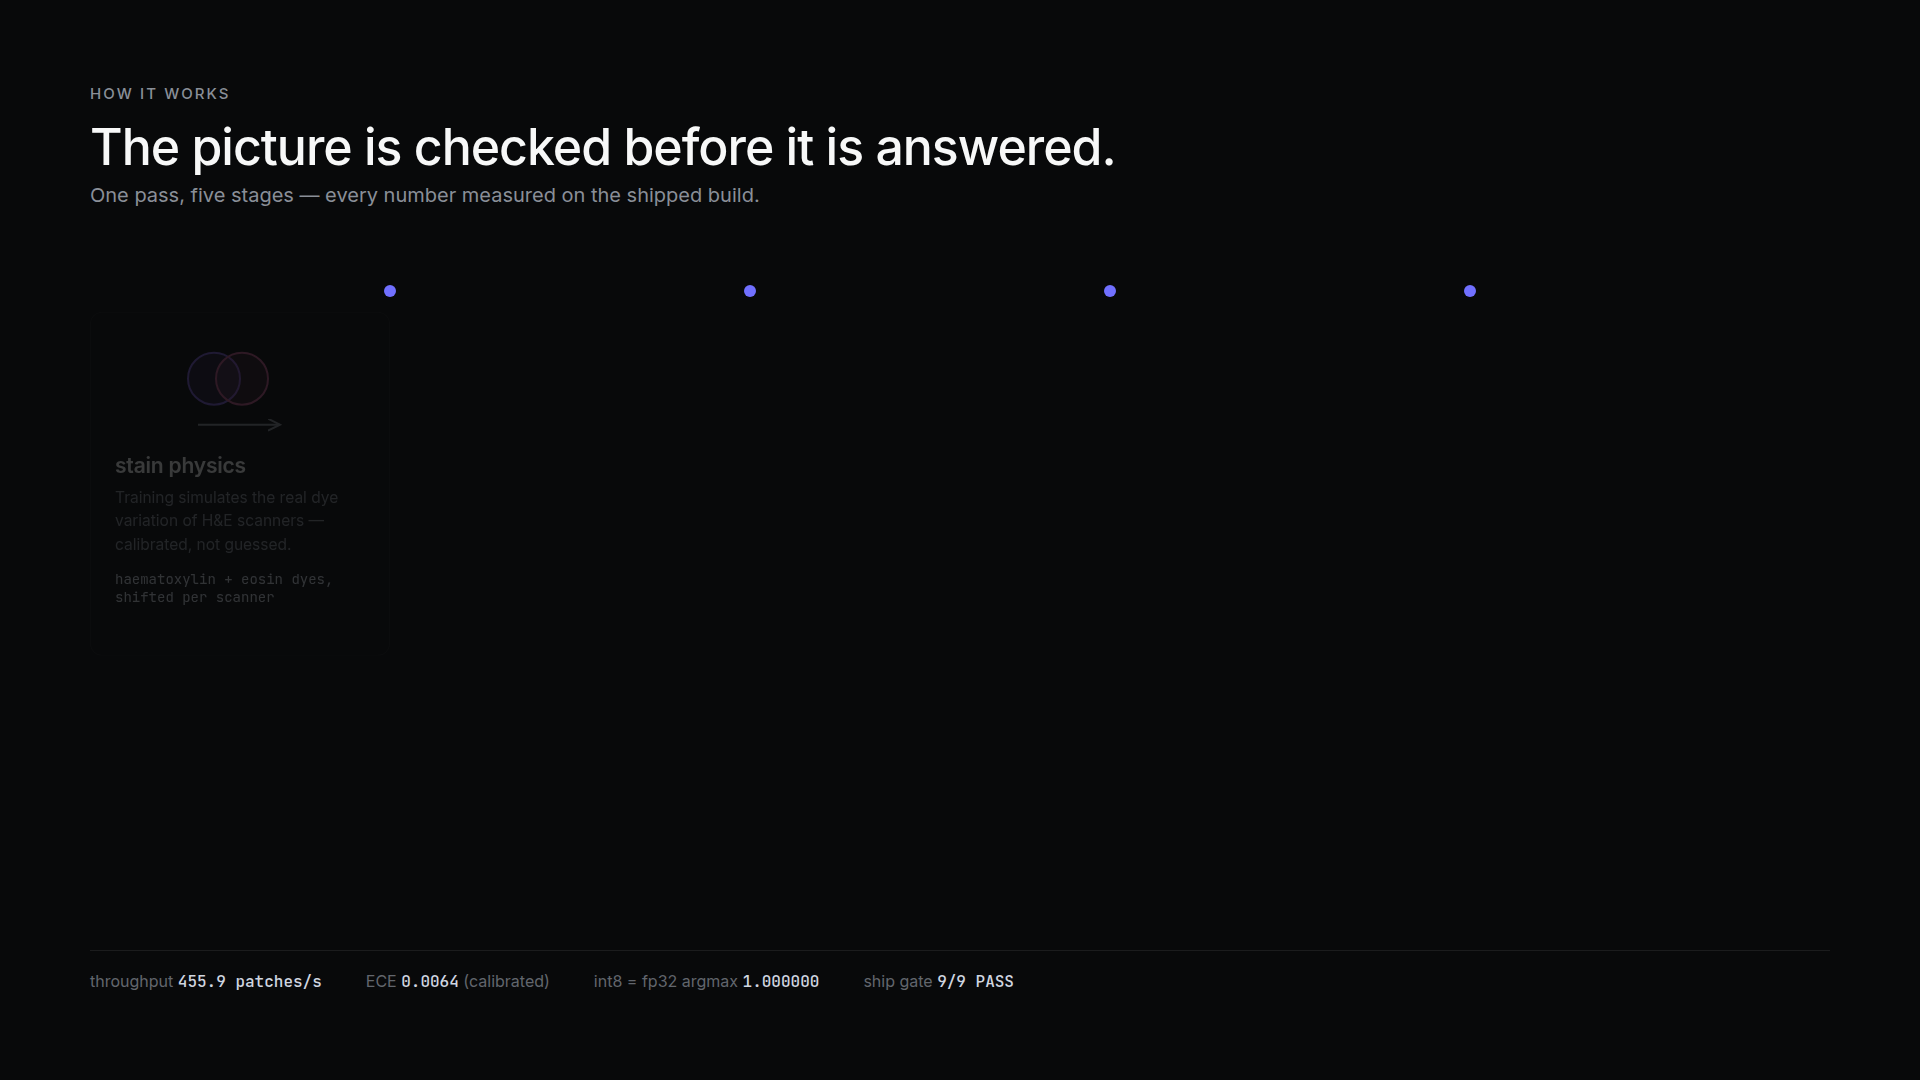 HOW IT WORKS
The picture is checked before it is answered.
One pass, five stages — every number measured on the shipped build.
stain physics
Training simulates the real dye
variation of H&E scanners —
calibrated, not guessed.
haematoxylin + eosin dyes,
shifted per scanner
throughput 455.9 patches/s ECE 0.0064 (calibrated) int8 = fp32 argmax 1.000000 ship gate 9/9 PASS